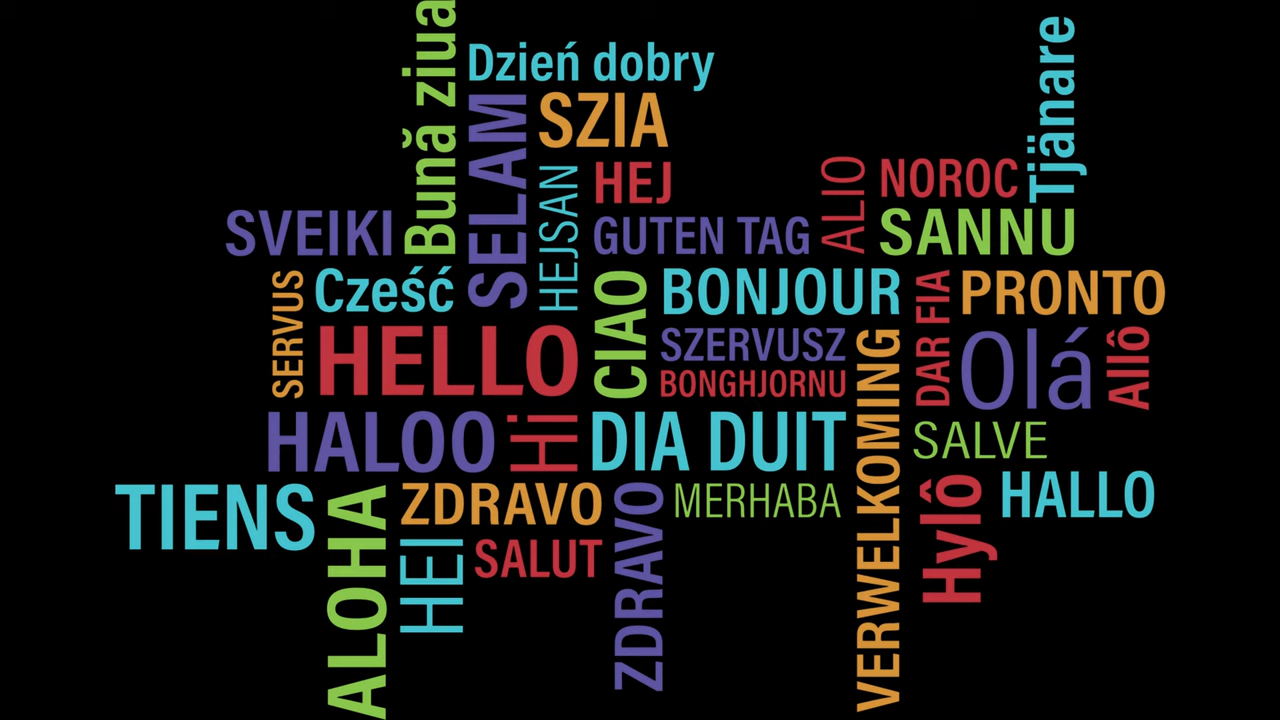 Bună ziua
Dzień dobry
Tjänare
SELAM
SZIA
HEJSAN
HEJ
ALIO
NOROC
SVEIKI
GUTEN TAG
SANNU
SERVUS
Cześć
CIAO
BONJOUR
DAR FIA
PRONTO
HELLO
SZERVUSZ
VERWELKOMING
Olá
Allô
BONGHJORNU
HALOO
Hi
DIA DUIT
SALVE
TIENS
ALOHA
ZDRAVO
ZDRAVO
MERHABA
Hylô
HALLO
HEI
SALUT